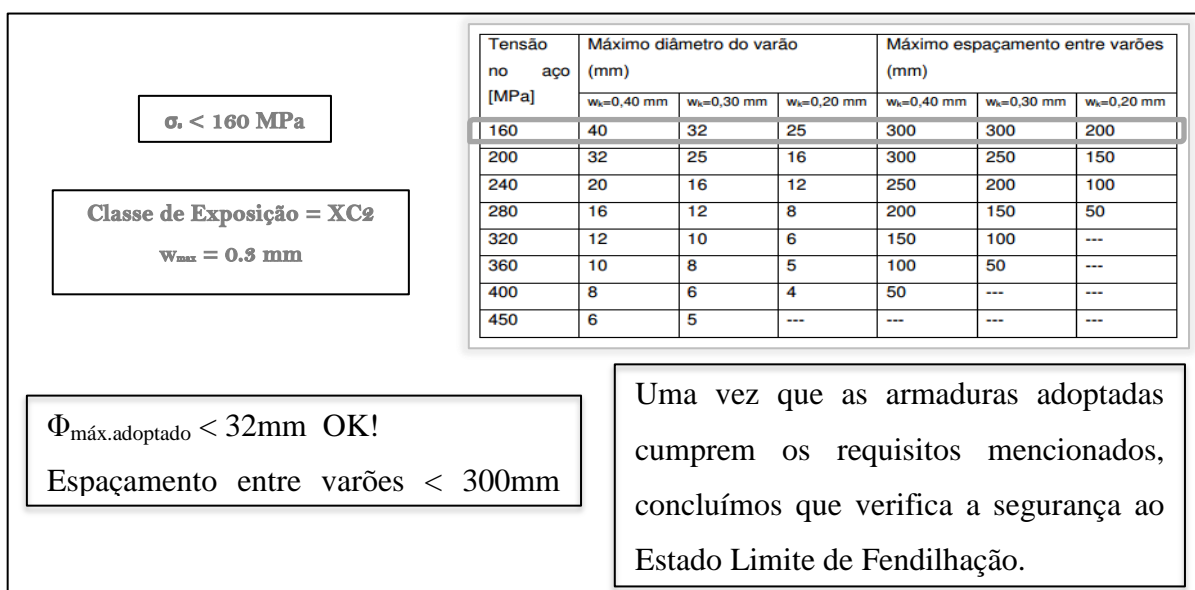 σs < 160 MPa
Classe de Exposição = XC2
wmax = 0.3 mm
Tensão no aço [MPa] | Máximo diâmetro do varão (mm) | Máximo espaçamento entre varões (mm)
wk=0,40 mm | wk=0,30 mm | wk=0,20 mm | wk=0,40 mm | wk=0,30 mm | wk=0,20 mm
160 | 40 | 32 | 25 | 300 | 300 | 200
200 | 32 | 25 | 16 | 300 | 250 | 150
240 | 20 | 16 | 12 | 250 | 200 | 100
280 | 16 | 12 | 8 | 200 | 150 | 50
320 | 12 | 10 | 6 | 150 | 100 | ---
360 | 10 | 8 | 5 | 100 | 50 | ---
400 | 8 | 6 | 4 | 50 | --- | ---
450 | 6 | 5 | --- | --- | --- | ---
Φmáx.adoptado < 32mm OK!
Espaçamento entre varões < 300mm
Uma vez que as armaduras adoptadas
cumprem os requisitos mencionados,
concluímos que verifica a segurança ao
Estado Limite de Fendilhação.